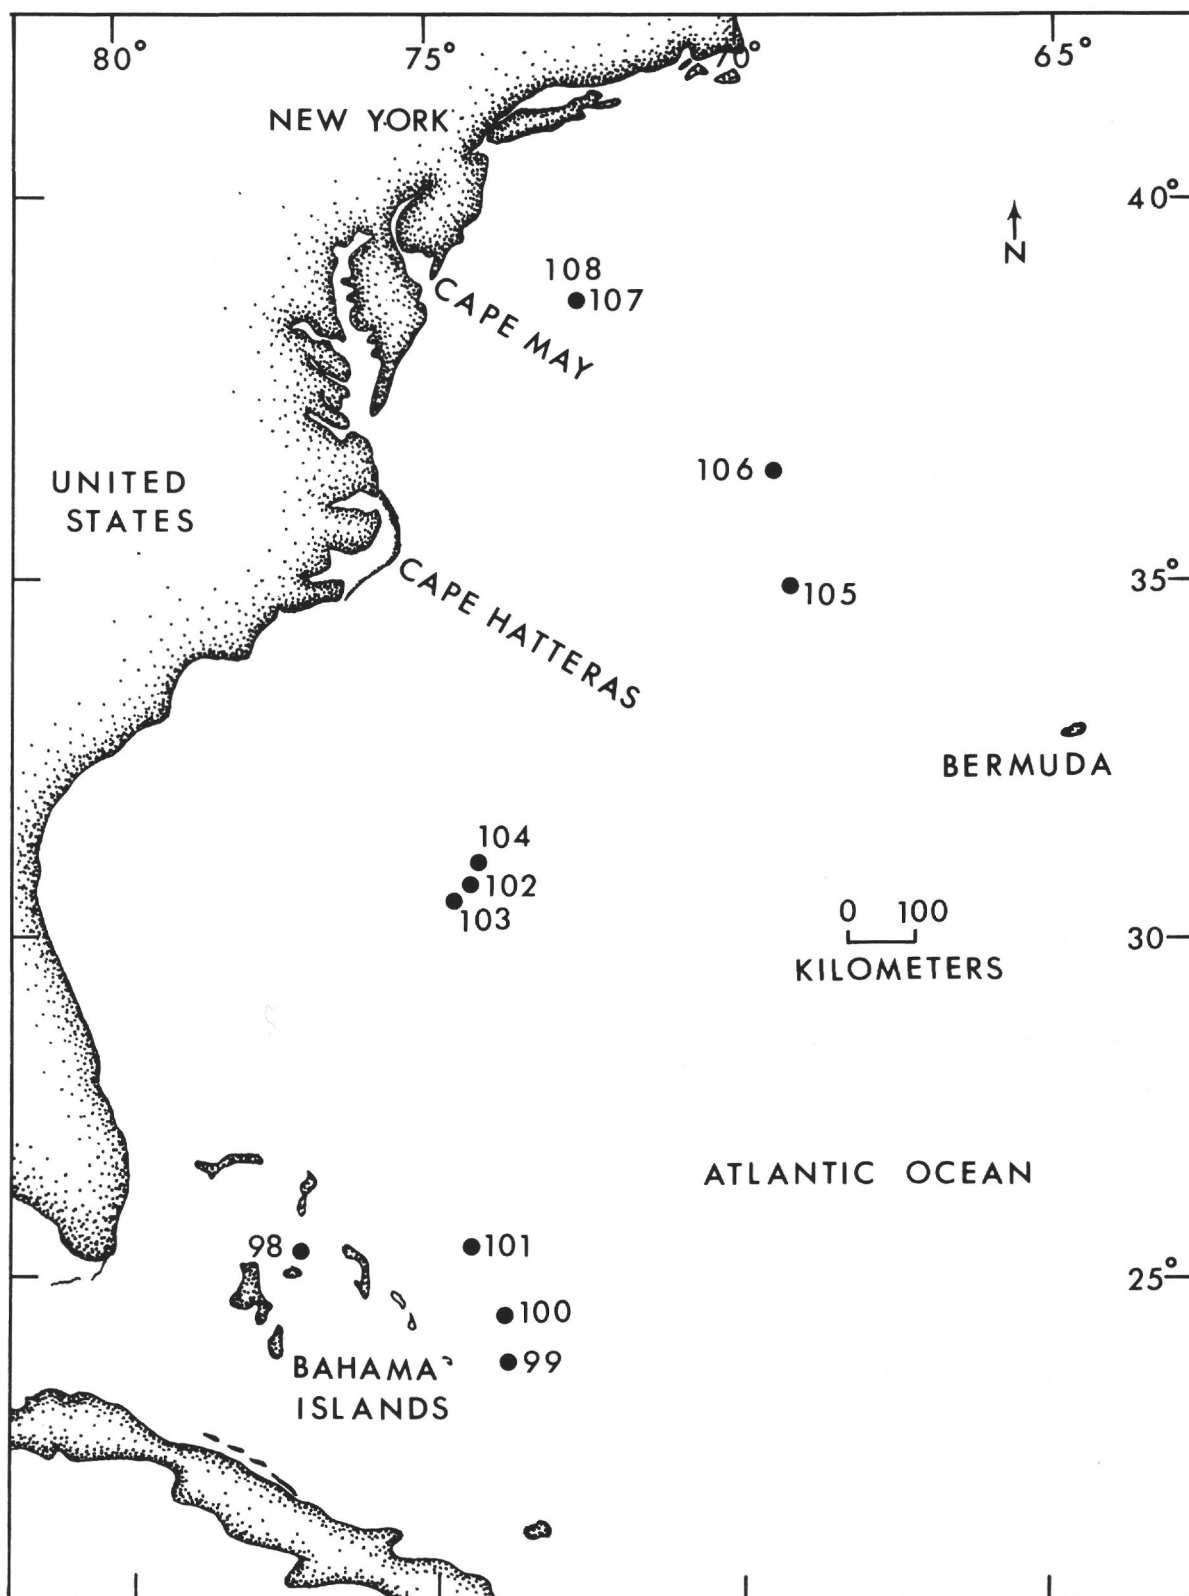 80° 75° 70° 65°
NEW YORK
40°
N
108
107
CAPE MAY
106
UNITED
STATES
35°
105
CAPE HATTERAS
BERMUDA
104
102
103
0 100
KILOMETERS
30
ATLANTIC OCEAN
98
101
25°
100
99
BAHAMA
ISLANDS